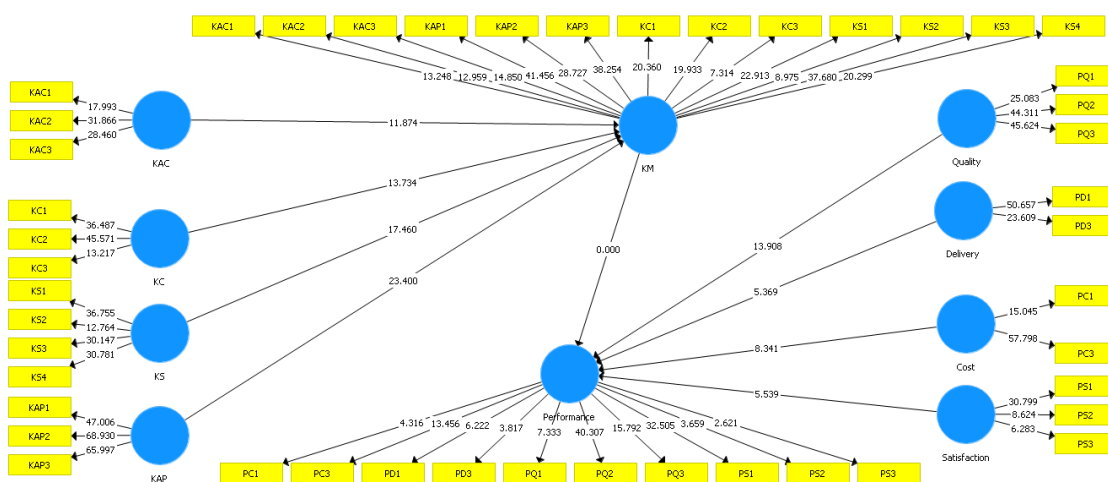 KAC1 KAC2 KAC3 KAP1 KAP2 KAP3 KC1 KC2 KC3 KS1 KS2 KS3 KS4
13.248 12.959 14.850 41.456 28.727 38.254 20.360 19.933 7.314 22.913 8.975 37.680 20.299
KAC1
KAC2
KAC3
17.993
31.866
28.460
KAC
11.874
KM
KC1
KC2
KC3
36.487
45.571
13.217
KC
13.734
KS1
KS2
KS3
KS4
36.755
12.764
30.147
30.781
KS
17.460
KAP1
KAP2
KAP3
47.006
68.930
65.997
KAP
23.400
0.000
PQ1
PQ2
PQ3
25.083
44.311
45.624
Quality
13.908
PD1
PD3
50.657
23.609
Delivery
5.369
PC1
PC3
15.045
57.798
Cost
8.341
PS1
PS2
PS3
30.799
8.624
6.283
Satisfaction
5.539
Performance
4.316 13.456 6.222 3.817 7.333 40.307 15.792 32.505 3.659 2.621
PC1 PC3 PD1 PD3 PQ1 PQ2 PQ3 PS1 PS2 PS3